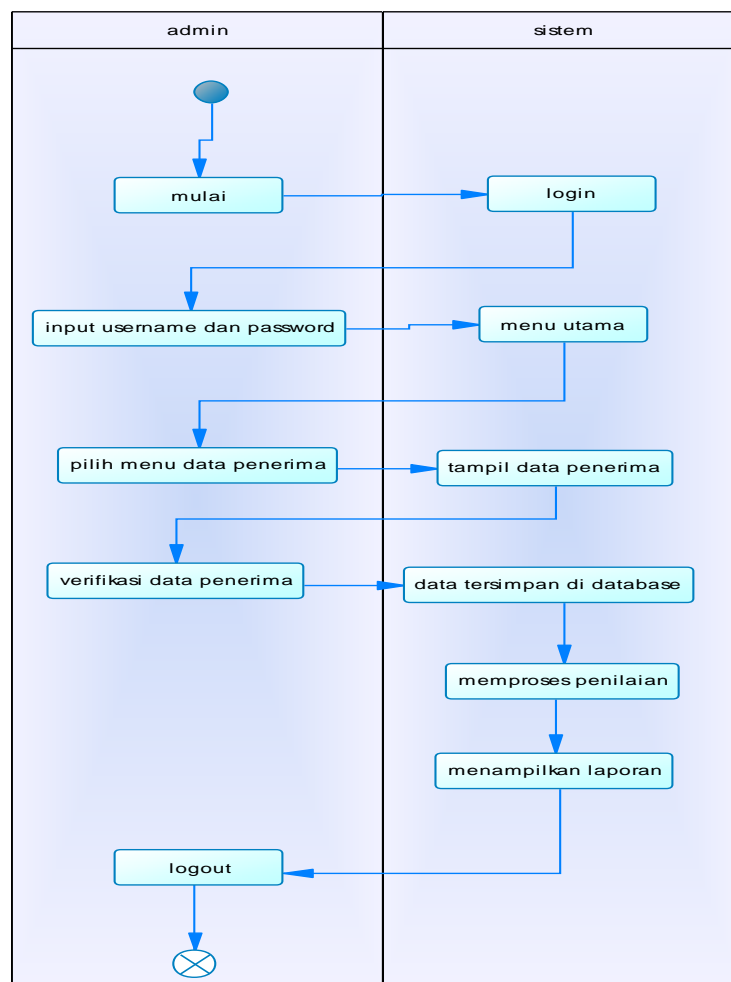 admin
sistem
mulai
login
input username dan password
menu utama
pilih menu data penerima
tampil data penerima
verifikasi data penerima
data tersimpan di database
memproses penilaian
menampilkan laporan
logout